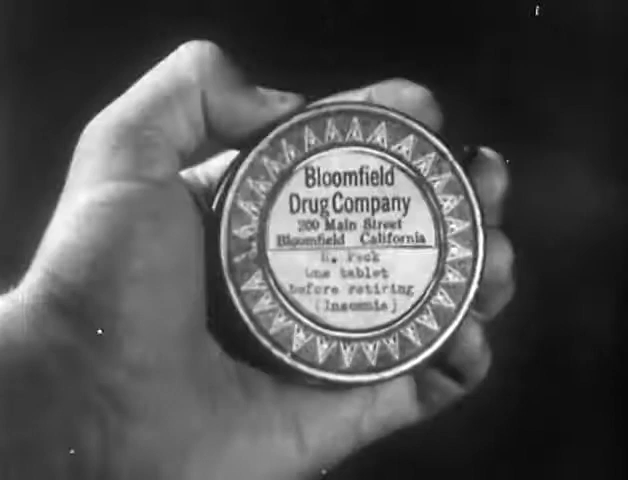 Bloomfield
Drug Company
200 Main Street
Bloomfield California
Peck
One tablet
before retiring
(Insomnia)